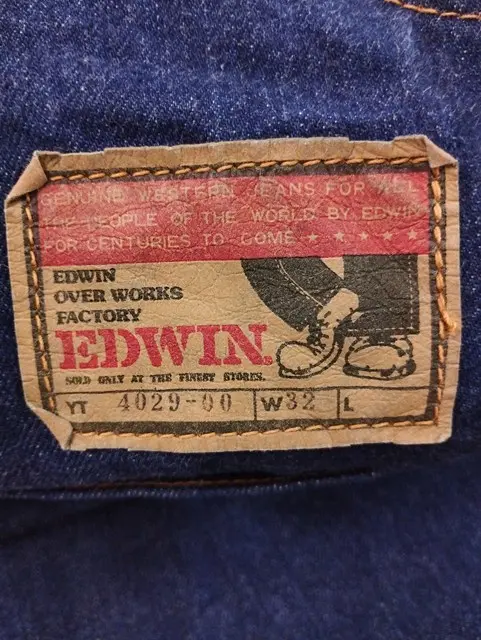 GENUINE WESTERN JEANS FOR ALL
THE PEOPLE OF THE WORLD BY EDWIN
FOR CENTURIES TO COME ★ ★ ★ ★
EDWIN
OVER WORKS
FACTORY
EDWIN.
SOLD ONLY AT THE FINEST STORES.
YT 4029-00 W32 L